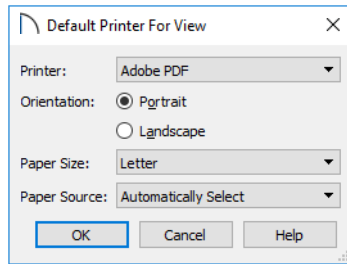 Default Printer For View
Printer: Adobe PDF
Orientation: Portrait
Landscape
Paper Size: Letter
Paper Source: Automatically Select
OK Cancel Help